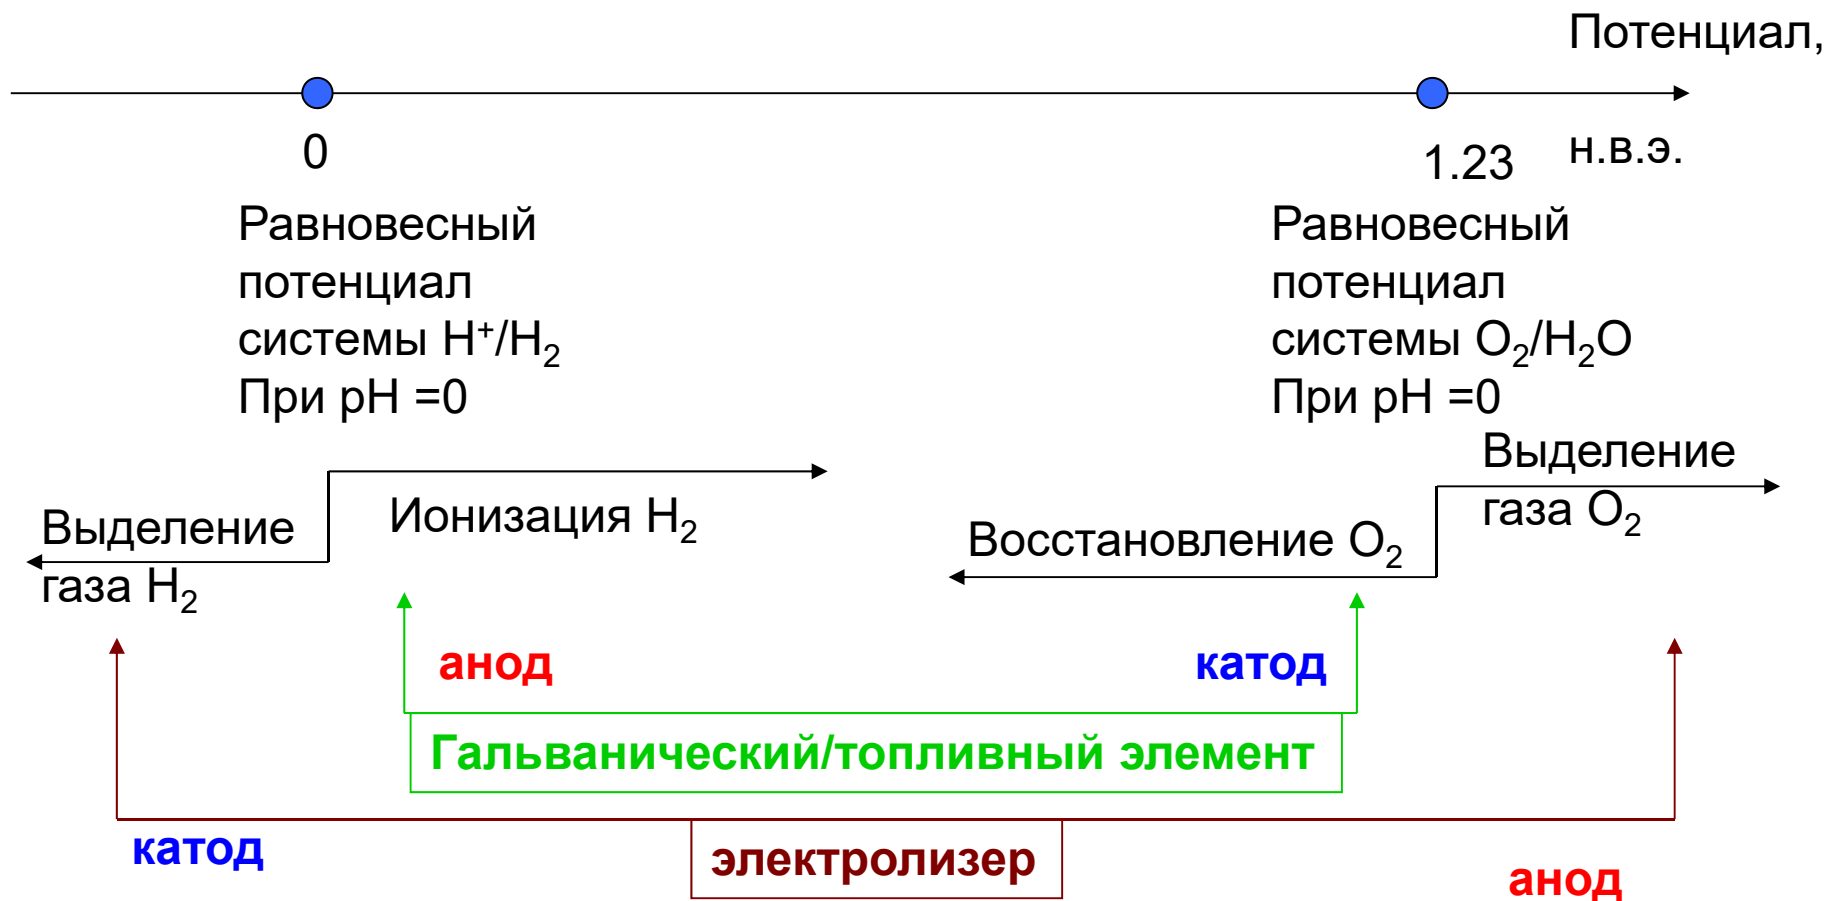 Потенциал,
н.в.э.
0
1.23
Равновесный
потенциал
системы H⁺/H₂
При pH =0
Равновесный
потенциал
системы O₂/H₂O
При pH =0
Выделение
газа H₂
Ионизация H₂
Восстановление O₂
Выделение
газа O₂
анод
катод
Гальванический/топливный элемент
катод
электролизер
анод